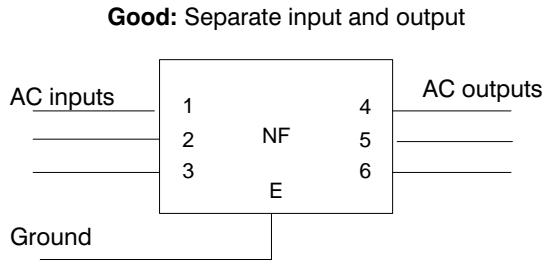 Good: Separate input and output
AC inputs
AC outputs
1
4
2
NF
5
3
6
E
Ground